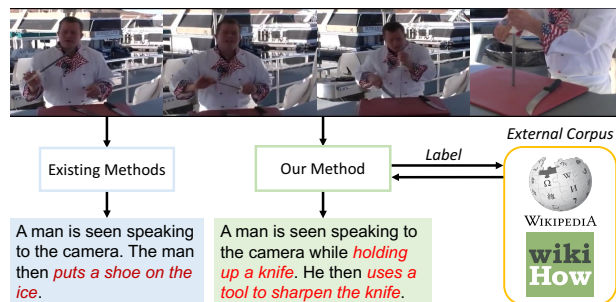 External Corpus
Existing Methods
Our Method
Label
WIKIPEDIA
wiki
How
A man is seen speaking
to the camera. The man
then puts a shoe on the
ice.
A man is seen speaking to
the camera while holding
up a knife. He then uses a
tool to sharpen the knife.